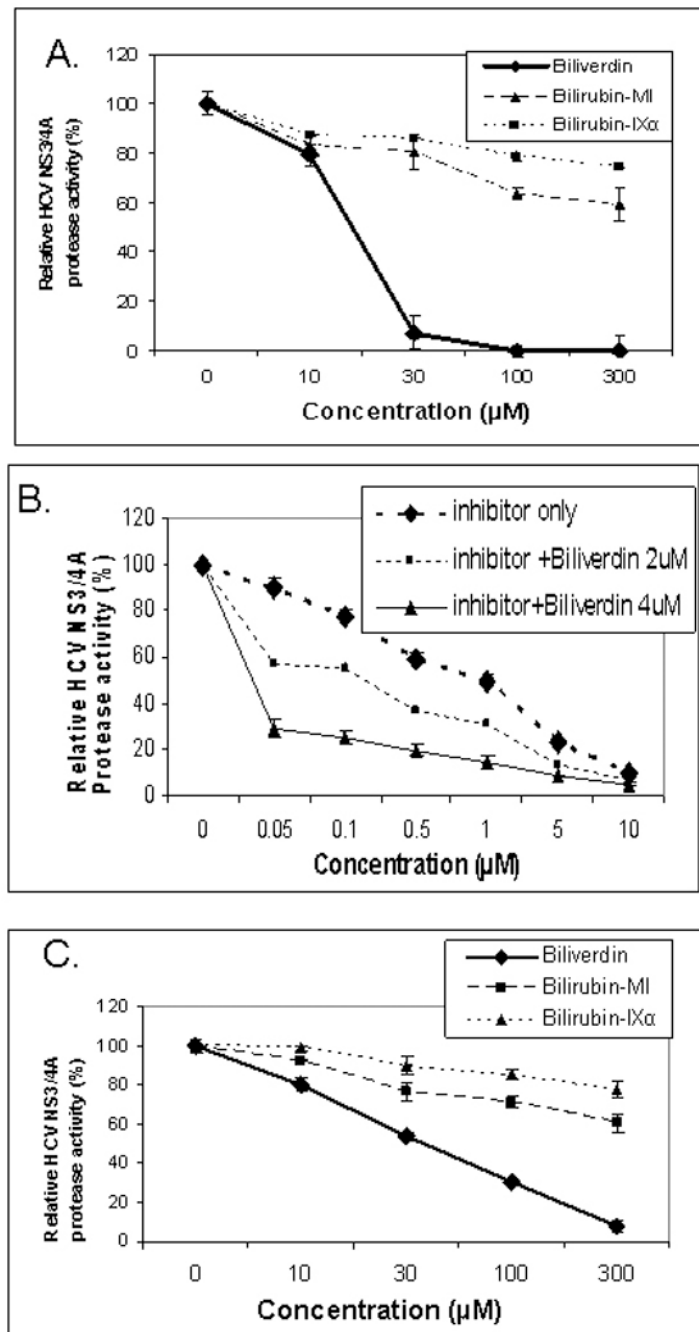 A.
Relative HCV NS3/4A
protease activity (%)
120
100
80
60
40
20
0
Biliverdin
Bilirubin-MI
Bilirubin-IXα
0 10 30 100 300
Concentration (µM)
B.
Relative HCV NS3/4A
Protease activity (%)
120
100
80
60
40
20
0
inhibitor only
inhibitor +Biliverdin 2uM
inhibitor+Biliverdin 4uM
0 0.05 0.1 0.5 1 5 10
Concentration (µM)
C.
Relative HCV NS3/4A
protease activity (%)
120
100
80
60
40
20
0
Biliverdin
Bilirubin-MI
Bilirubin-IXα
0 10 30 100 300
Concentration (µM)